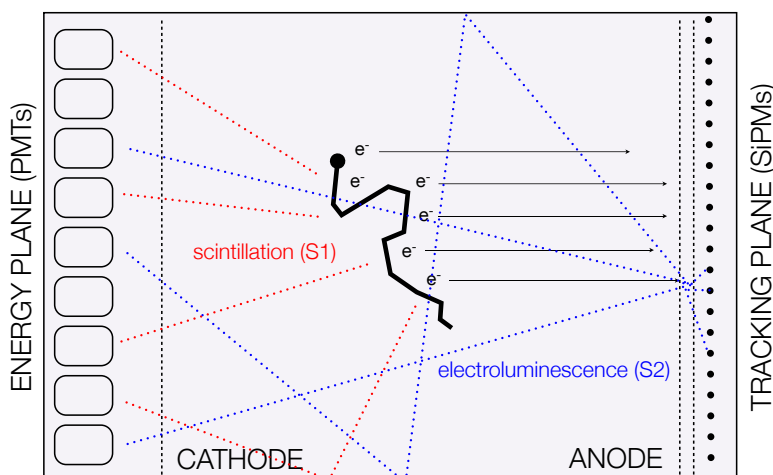 ENERGY PLANE (PMTs)
e-
e-
e-
e-
scintillation (S1)
e-
e-
electroluminescence (S2)
CATHODE
ANODE
TRACKING PLANE (SiPMs)